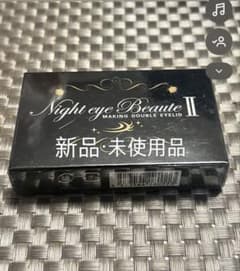 Night eye Beaute II
MAKING DOUBLE EYELID
新品・未使用品